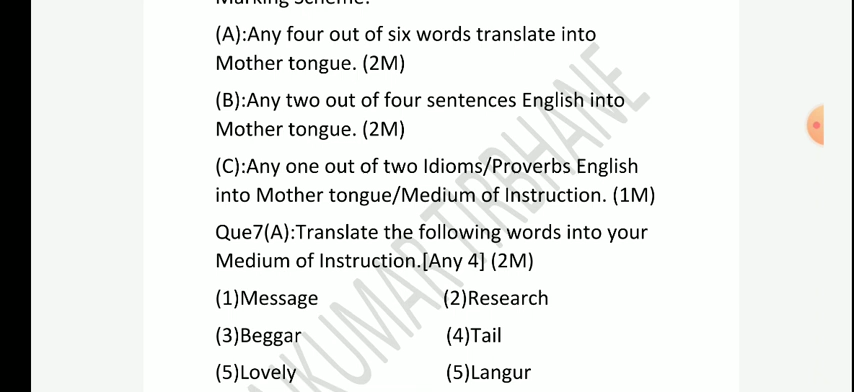 Marking Scheme:
(A):Any four out of six words translate into
Mother tongue. (2M)
(B):Any two out of four sentences English into
Mother tongue. (2M)
(C):Any one out of two Idioms/Proverbs English
into Mother tongue/Medium of Instruction. (1M)
Que7(A):Translate the following words into your
Medium of Instruction.[Any 4] (2M)
(1)Message (2)Research
(3)Beggar (4)Tail
(5)Lovely (5)Langur